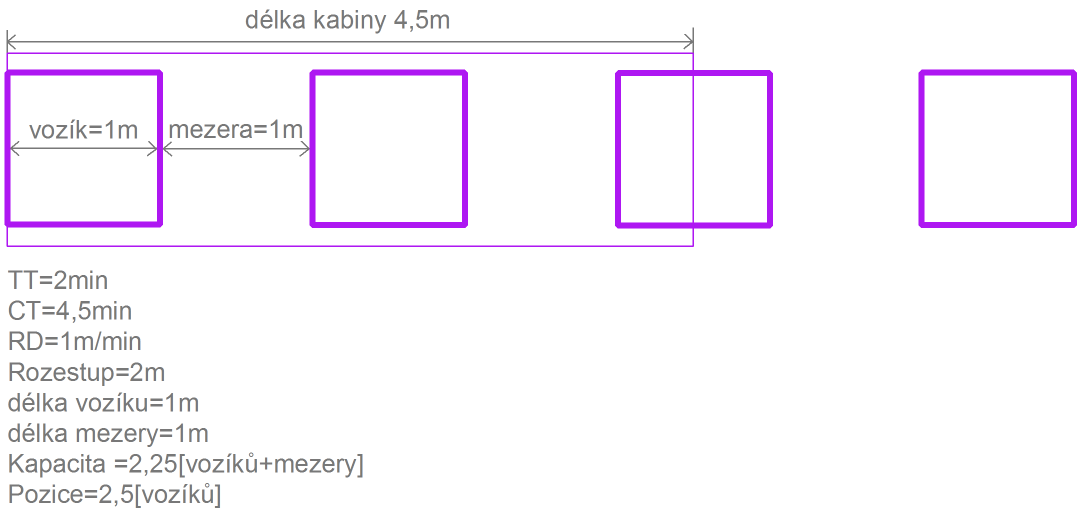 délka kabiny 4,5m
vozík=1m
mezera=1m
TT=2min
CT=4,5min
RD=1m/min
Rozestup=2m
délka vozíku=1m
délka mezery=1m
Kapacita =2,25[vozíků+mezery]
Pozice=2,5[vozíků]